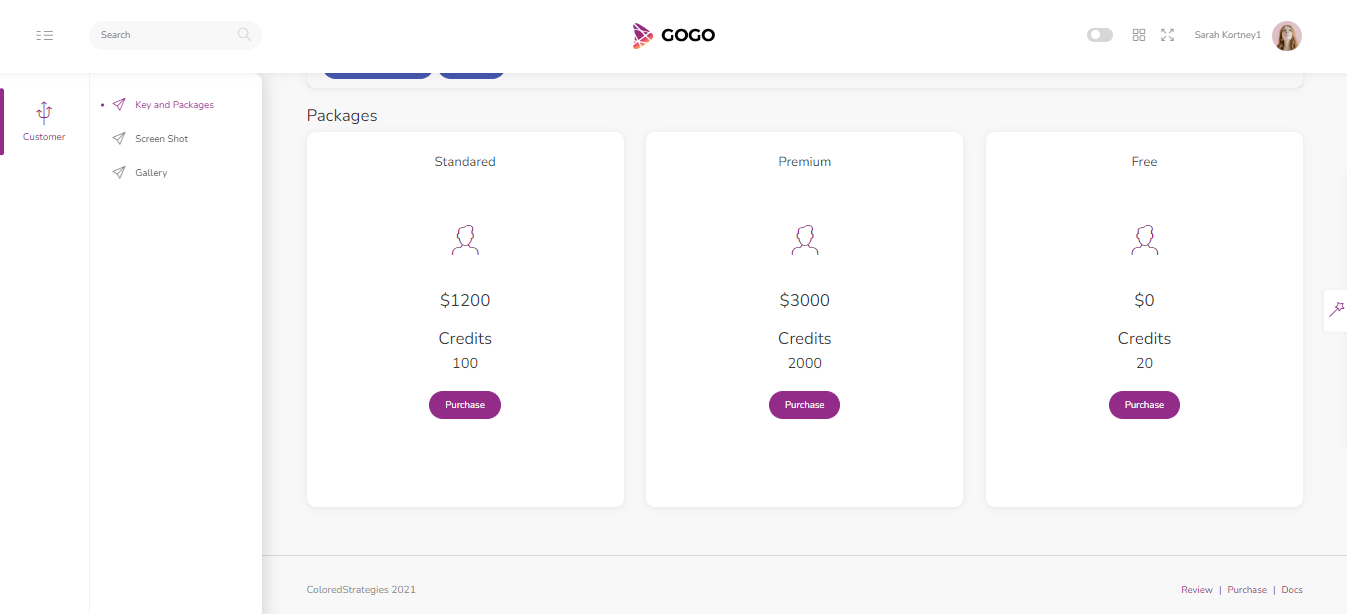 Search
GOGO
Sarah Kortney1
Customer
Key and Packages
Screen Shot
Gallery
Packages
Standared
$1200
Credits
100
Purchase
Premium
$3000
Credits
2000
Purchase
Free
$0
Credits
20
Purchase
ColoredStrategies 2021
Review | Purchase | Docs